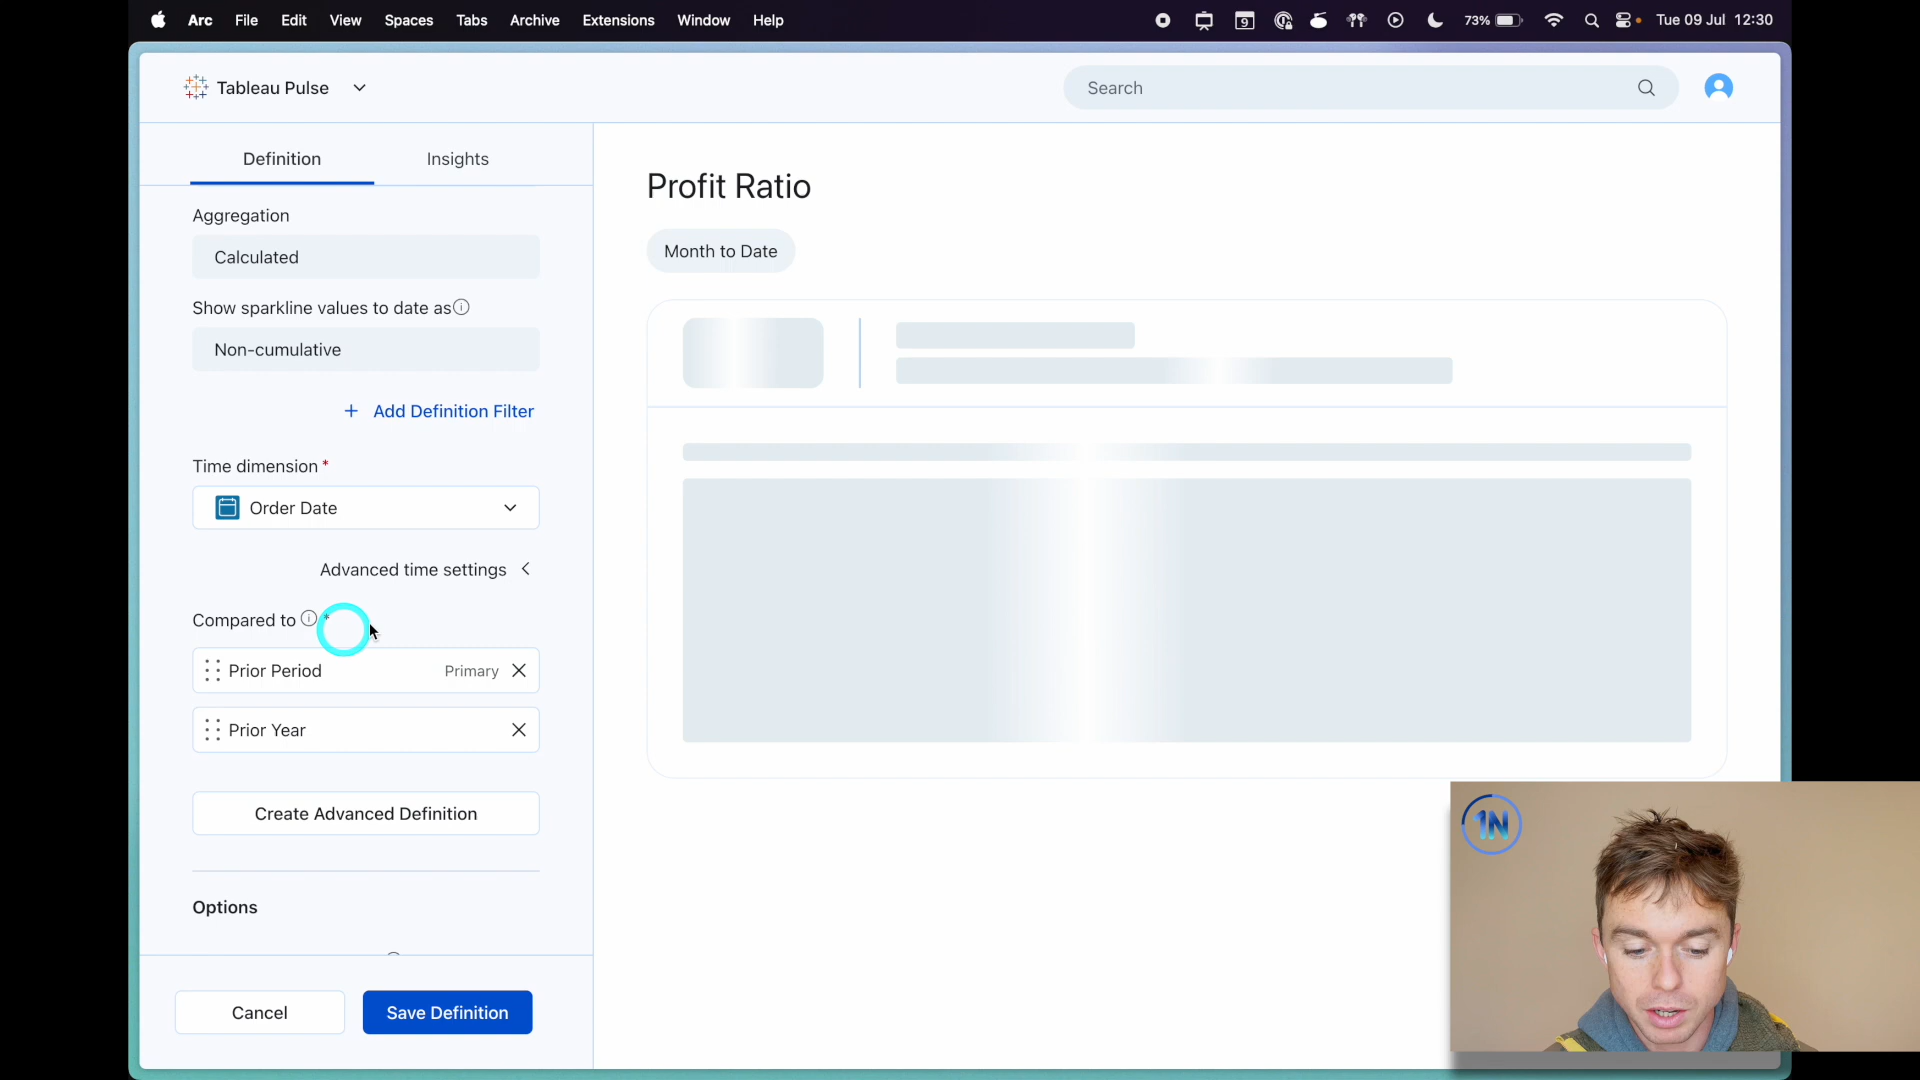 Arc File Edit View Spaces Tabs Archive Extensions Window Help 9 73% Tue 09 Jul 12:30
Tableau Pulse
Search
Definition Insights
Aggregation
Calculated
Show sparkline values to date as
Non-cumulative
+ Add Definition Filter
Time dimension *
Order Date
Advanced time settings
Compared to *
Prior Period Primary
Prior Year
Create Advanced Definition
Options
Cancel Save Definition
Profit Ratio
Month to Date
1N